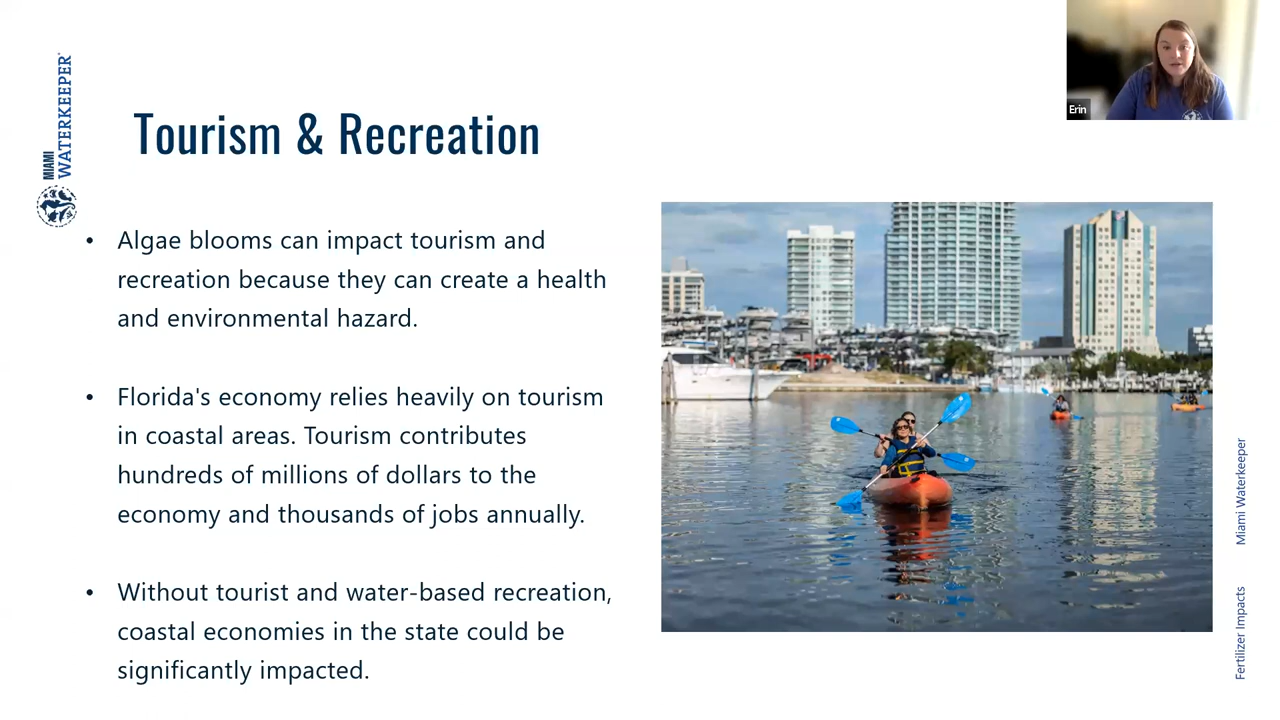 MIAMI
WATERKEEPER
Tourism & Recreation
Erin
• Algae blooms can impact tourism and
recreation because they can create a health
and environmental hazard.
• Florida's economy relies heavily on tourism
in coastal areas. Tourism contributes
hundreds of millions of dollars to the
economy and thousands of jobs annually.
• Without tourist and water-based recreation,
coastal economies in the state could be
significantly impacted.
Miami Waterkeeper
Fertilizer Impacts